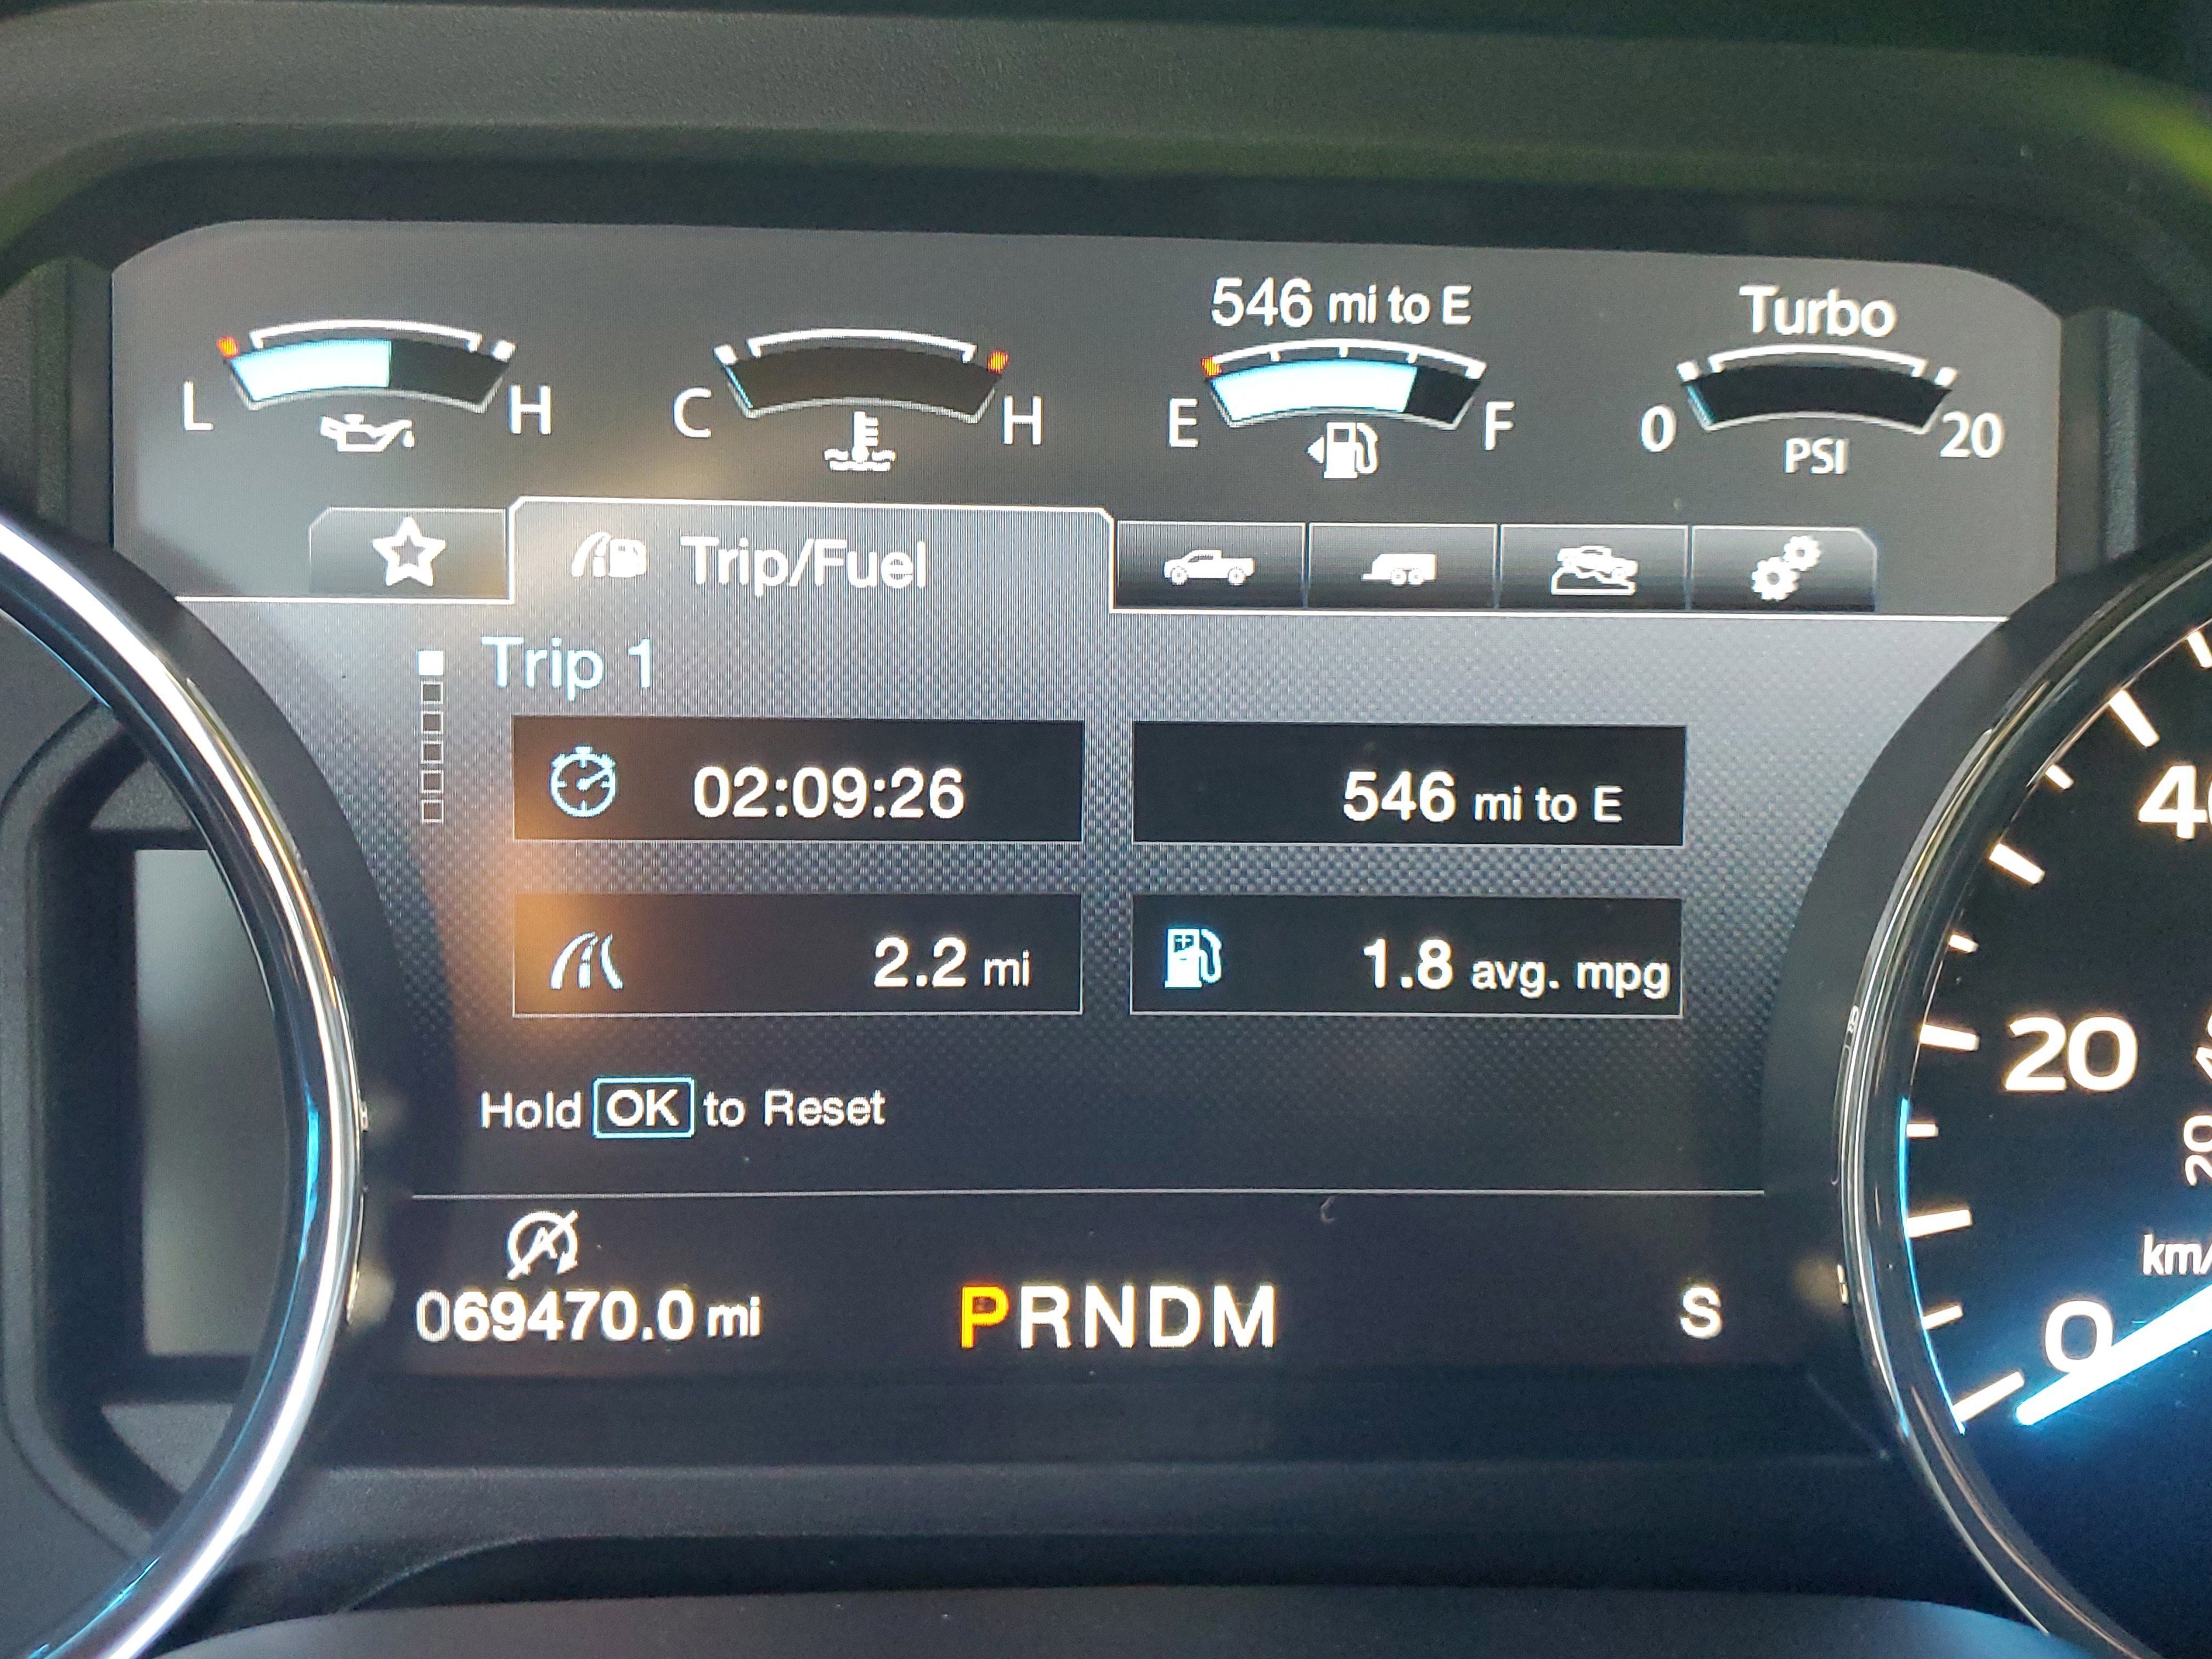 546 mi to E
Turbo
L H
C H
E F
0 20
PSI
Trip/Fuel
Trip 1
02:09:26
546 mi to E
2.2 mi
1.8 avg. mpg
Hold OK to Reset
A
069470.0 mi
PRNDM
S
20
0